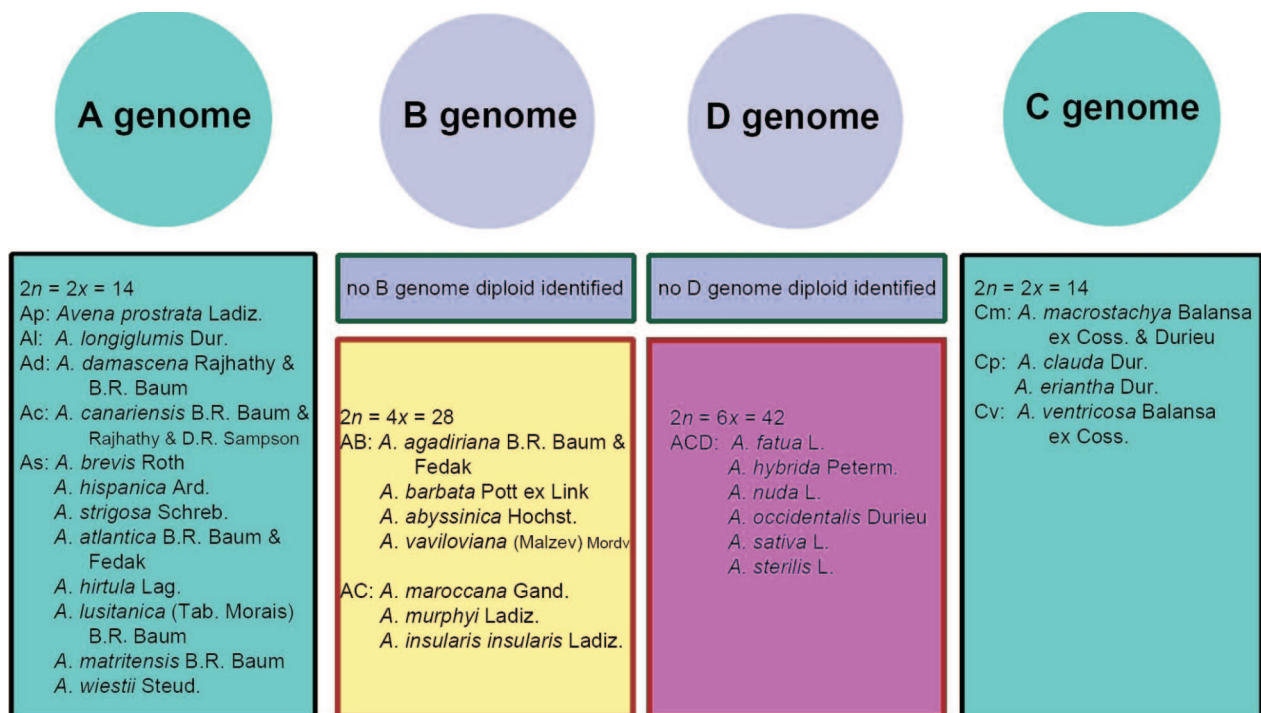 A genome
B genome
D genome
C genome
2n = 2x = 14
Ap: Avena prostrata Ladiz.
Al: A. longiglumis Dur.
Ad: A. damascena Rajhathy &
B.R. Baum
Ac: A. canariensis B.R. Baum &
Rajhathy & D.R. Sampson
As: A. brevis Roth
A. hispanica Ard.
A. strigosa Schreb.
A. atlantica B.R. Baum &
Fedak
A. hirtula Lag.
A. lusitanica (Tab. Morais)
B.R. Baum
A. matritensis B.R. Baum
A. wiestii Steud.
no B genome diploid identified
2n = 4x = 28
AB: A. agadiriana B.R. Baum &
Fedak
A. barbata Pott ex Link
A. abyssinica Hochst.
A. vaviloviana (Malzev) Mordv
AC: A. maroccana Gand.
A. murphyi Ladiz.
A. insularis insularis Ladiz.
no D genome diploid identified
2n = 6x = 42
ACD: A. fatua L.
A. hybrida Peterm.
A. nuda L.
A. occidentalis Durieu
A. sativa L.
A. sterilis L.
2n = 2x = 14
Cm: A. macrostachya Balansa
ex Coss. & Durieu
Cp: A. clauda Dur.
A. eriantha Dur.
Cv: A. ventricosa Balansa
ex Coss.